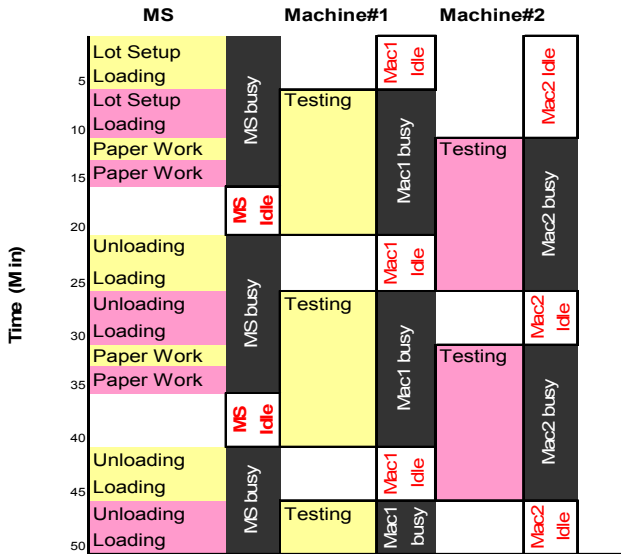 MS Machine#1 Machine#2
Time (Min)
Lot Setup
Loading
5
Lot Setup
Loading
10
Paper Work
Paper Work
15
20
Unloading
Loading
25
Unloading
Loading
30
Paper Work
Paper Work
35
40
Unloading
Loading
45
Unloading
Loading
50
MS busy
MS
Idle
MS busy
MS
Idle
MS busy
Testing
Testing
Testing
Mac1
Idle
Mac1 busy
Mac1
Idle
Mac1 busy
Mac1
Idle
Mac1
busy
Testing
Testing
Mac2 Idle
Mac2 busy
Mac2
Idle
Mac2 busy
Mac2
Idle